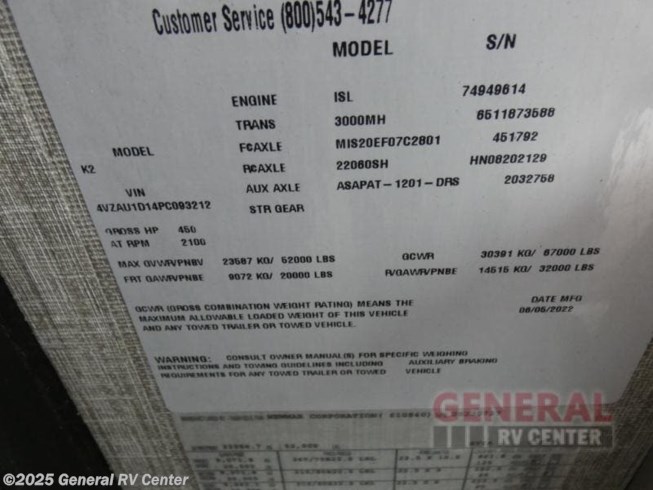 Customer Service (800)543-4277
MODEL S/N
ENGINE ISL 74949614
TRANS 3000MH 6511873588
MODEL FCAXLE MIS20EF07C2801 451792
K2 RCAXLE 22060SH HN08202129
VIN AUX AXLE ASAPAT-1201-DRS 2032758
4VZAU1D14PC093212 STR GEAR
GROSS HP 450
AT RPM 2100
MAX GVWR/PNBV 23587 KG/ 52000 LBS GCWR 30391 KG/ 67000 LBS
FRT GAWR/PNBE 9072 KG/ 20000 LBS R/GAWR/PNBE 14515 KG/ 32000 LBS
GCWR (GROSS COMBINATION WEIGHT RATING) MEANS THE DATE MFG
MAXIMUM ALLOWABLE LOADED WEIGHT OF THIS VEHICLE 08/05/2022
AND ANY TOWED TRAILER OR TOWED VEHICLE.
WARNING: CONSULT OWNER MANUAL(S) FOR SPECIFIC WEIGHING
INSTRUCTIONS AND TOWING GUIDELINES INCLUDING AUXILIARY BRAKING
REQUIREMENTS FOR ANY TOWED TRAILER OR TOWED VEHICLE
GENERAL
RV CENTER
©2025 General RV Center